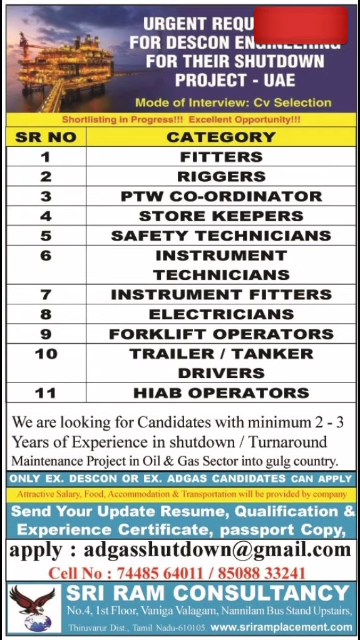 URGENT REQU
FOR DESCON ENGINEERING
FOR THEIR SHUTDOWN
PROJECT - UAE
Mode of Interview: Cv Selection
Shortlisting in Progress!!! Excellent Opportunity!!!
SR NO CATEGORY
1 FITTERS
2 RIGGERS
3 PTW CO-ORDINATOR
4 STORE KEEPERS
5 SAFETY TECHNICIANS
6 INSTRUMENT
TECHNICIANS
7 INSTRUMENT FITTERS
8 ELECTRICIANS
9 FORKLIFT OPERATORS
10 TRAILER / TANKER
DRIVERS
11 HIAB OPERATORS
We are looking for Candidates with minimum 2 - 3
Years of Experience in shutdown / Turnaround
Maintenance Project in Oil & Gas Sector into gulg country.
ONLY EX. DESCON OR EX. ADGAS CANDIDATES CAN APPLY
Attractive Salary, Food, Accommodation & Transportation will be provided by company
Send Your Update Resume, Qualification &
Experience Certificate, passport Copy,
apply : adgasshutdown@gmail.com
Cell No : 74485 64011 / 85088 33241
SRI RAM CONSULTANCY
No.4, 1st Floor, Vaniga Valagam, Nannilam Bus Stand Upstairs.
Thiruvarur Dist., Tamil Nadu-610105. www.sriramplacement.com